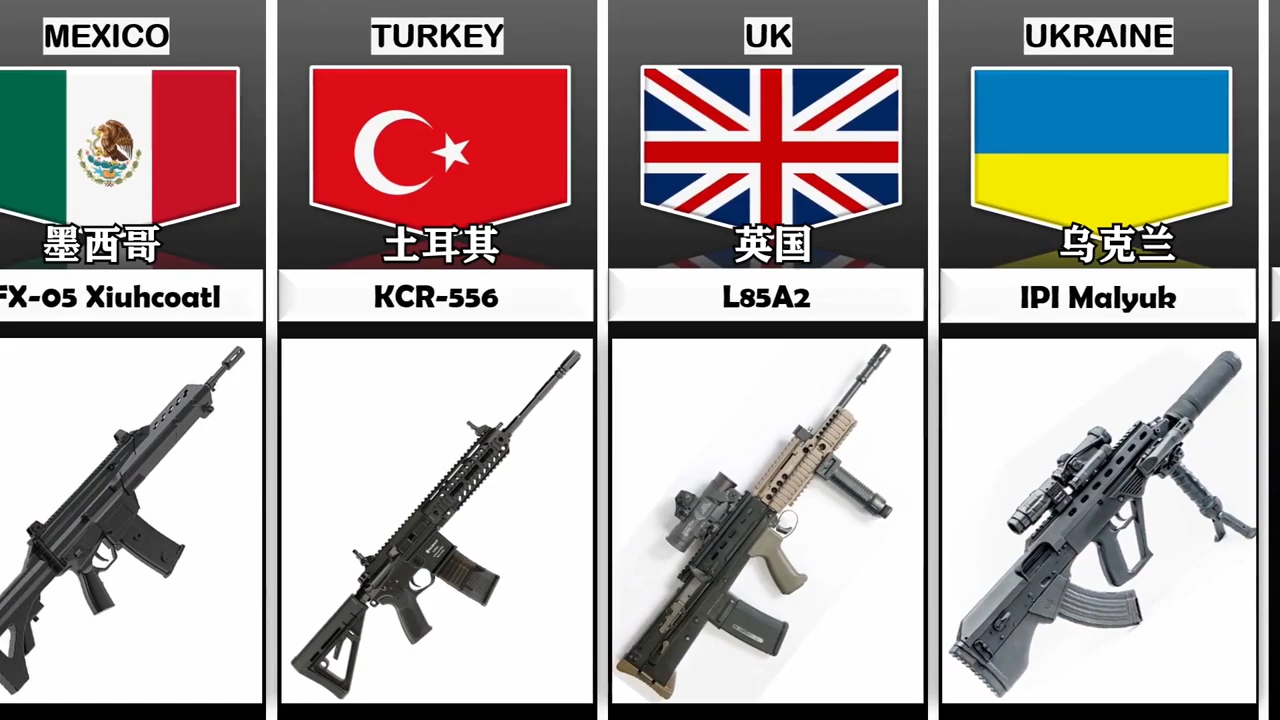 MEXICO
墨西哥
FX-05 Xiuhcoatl
TURKEY
土耳其
KCR-556
UK
英国
L85A2
UKRAINE
乌克兰
IPI Malyuk